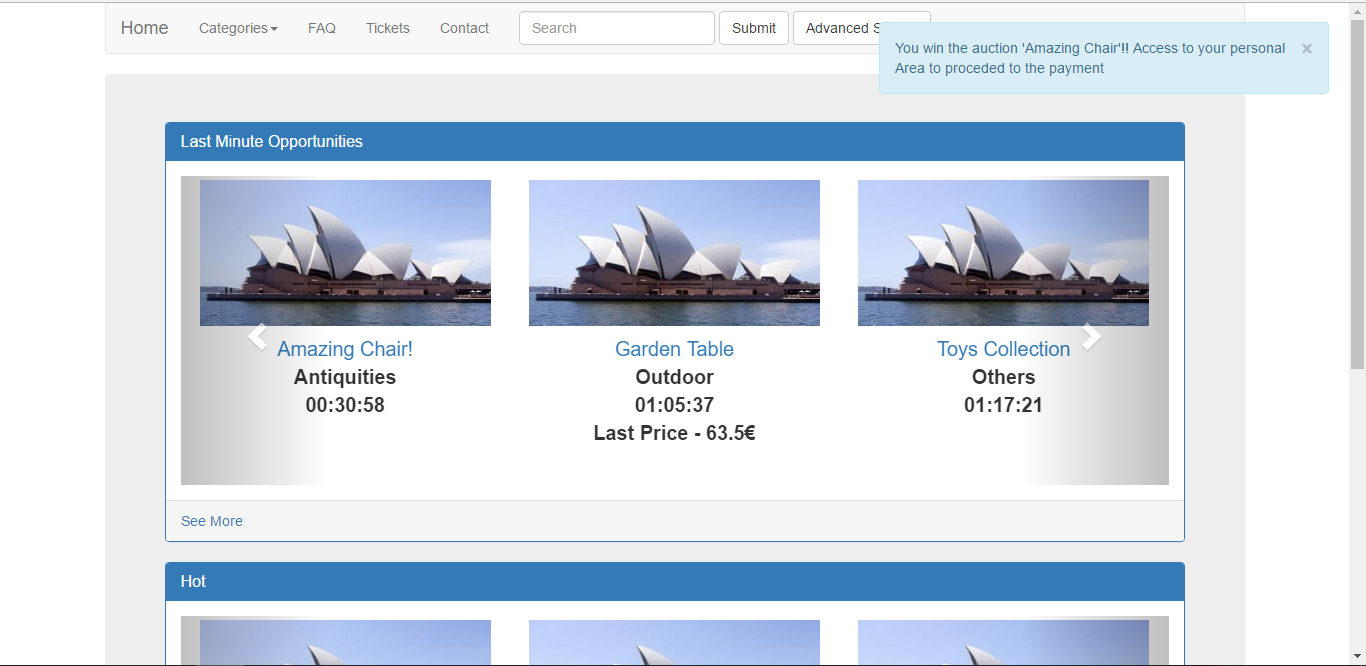 Home Categories FAQ Tickets Contact Search Submit Advanced S
You win the auction 'Amazing Chair'!! Access to your personal ×
Area to proceded to the payment
Last Minute Opportunities
Amazing Chair! Garden Table Toys Collection
Antiquities Outdoor Others
00:30:58 01:05:37 01:17:21
Last Price - 63.5€
See More
Hot